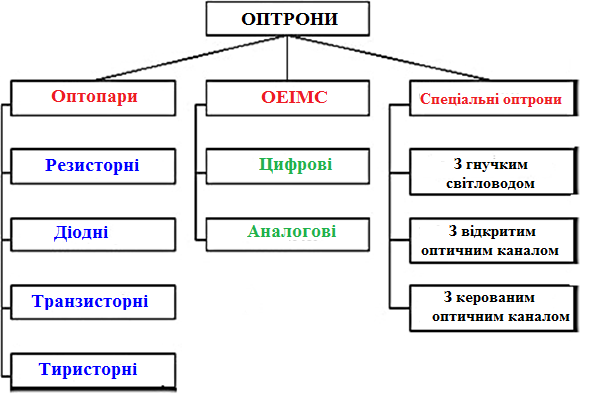 ОПТРОНИ
Оптопари
Резисторні
Діодні
Транзисторні
Тиристорні
ОЕІМС
Цифрові
Аналогові
Спеціальні оптрони
З гнучким
світловодом
З відкритим
оптичним каналом
З керованим
оптичним каналом